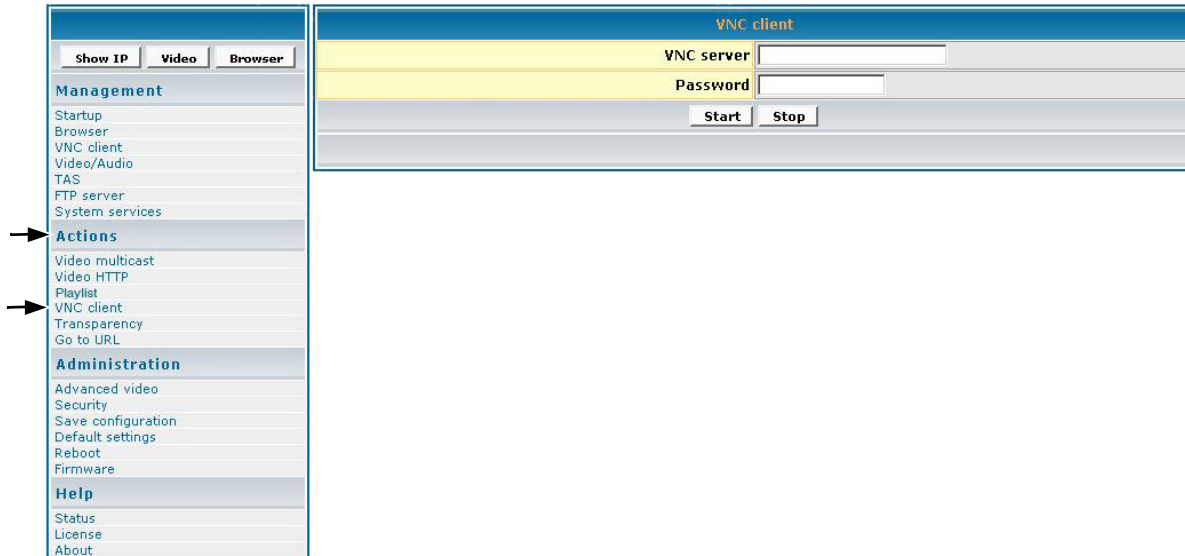 Show IP Video Browser
Management
Startup
Browser
VNC client
Video/Audio
TAS
FTP server
System services
Actions
Video multicast
Video HTTP
Playlist
VNC client
Transparency
Go to URL
Administration
Advanced video
Security
Save configuration
Default settings
Reboot
Firmware
Help
Status
License
About
VNC client
VNC server
Password
Start Stop